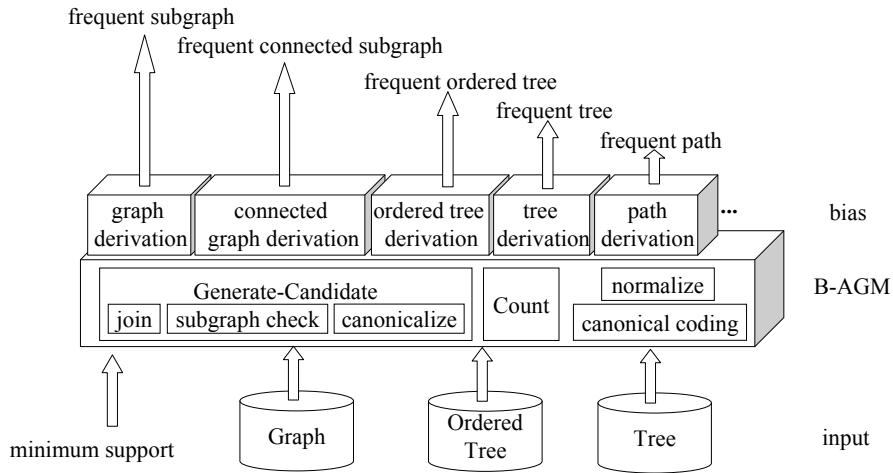 frequent subgraph
frequent connected subgraph
frequent ordered tree
frequent tree
frequent path
graph
derivation
connected
graph derivation
ordered tree
derivation
tree
derivation
path
derivation
...
bias
Generate-Candidate
join
subgraph check
canonicalize
Count
normalize
canonical coding
B-AGM
minimum support
Graph
Ordered
Tree
Tree
input